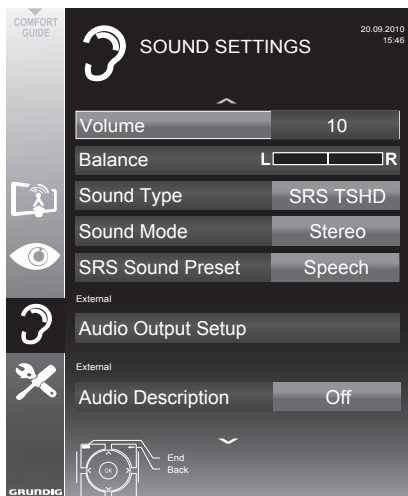 COMFORT
GUIDE
SOUND SETTINGS
20.09.2010
15:46
Volume 10
Balance L R
Sound Type SRS TSHD
Sound Mode Stereo
SRS Sound Preset Speech
External
Audio Output Setup
External
Audio Description Off
End
Back
OK
GRUNDIG